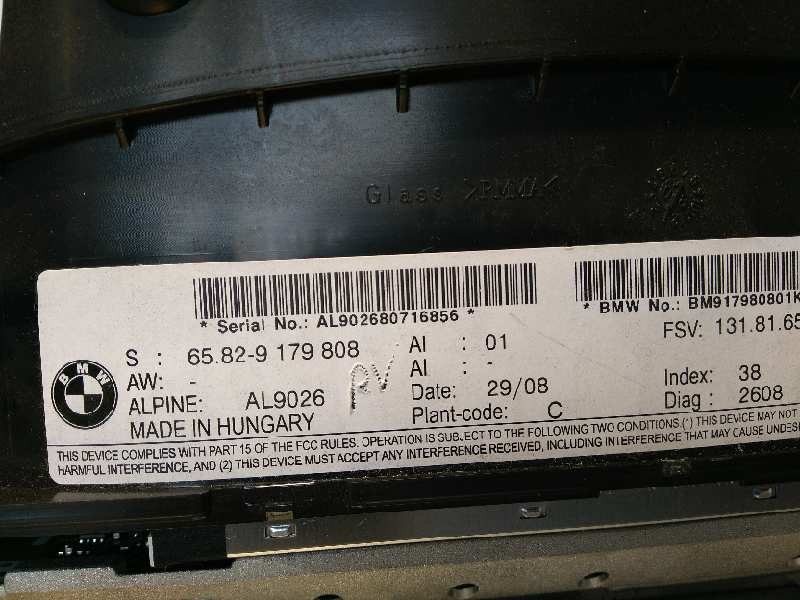 Glass >PMMA<
* Serial No.: AL902680716856 *
* BMW No.: BM917980801K
S : 65.82-9 179 808
AI : 01
FSV: 131.81.65
AW: -
AI : -
ALPINE: AL9026
RV
Date: 29/08
Index: 38
MADE IN HUNGARY
Plant-code: C
Diag : 2608
BMW
THIS DEVICE COMPLIES WITH PART 15 OF THE FCC RULES. OPERATION IS SUBJECT TO THE FOLLOWING TWO CONDITIONS.(1) THIS DEVICE MAY NOT
HARMFUL INTERFERENCE, AND (2) THIS DEVICE MUST ACCEPT ANY INTERFERENCE RECEIVED, INCLUDING INTERFERENCE THAT MAY CAUSE